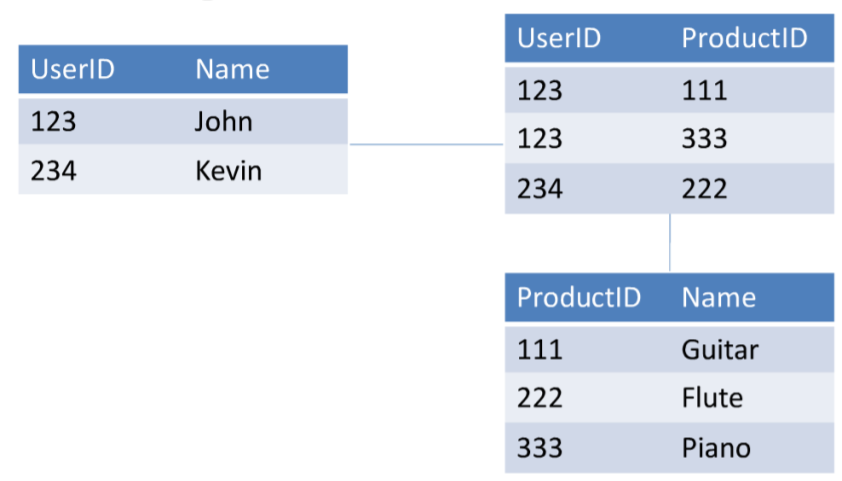 UserID Name
123 John
234 Kevin
UserID ProductID
123 111
123 333
234 222
ProductID Name
111 Guitar
222 Flute
333 Piano